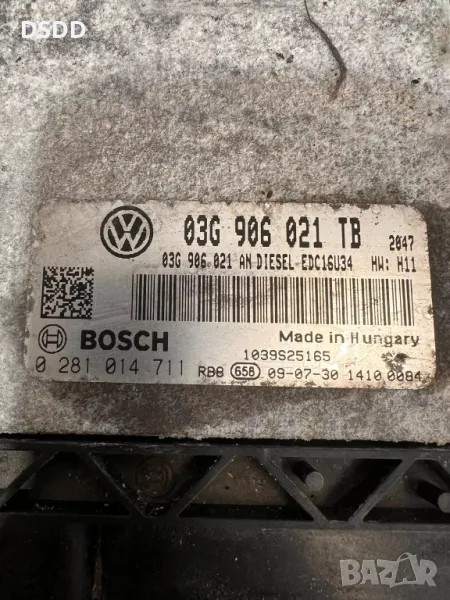 DSDD
03G 906 021 TB 2047
03G 906 021 AN DIESEL EDC16U34 HW: H11
BOSCH
Made in Hungary
1039S25165
0 281 014 711 RB8 658 09-07-30 1410 0084
BAZAR